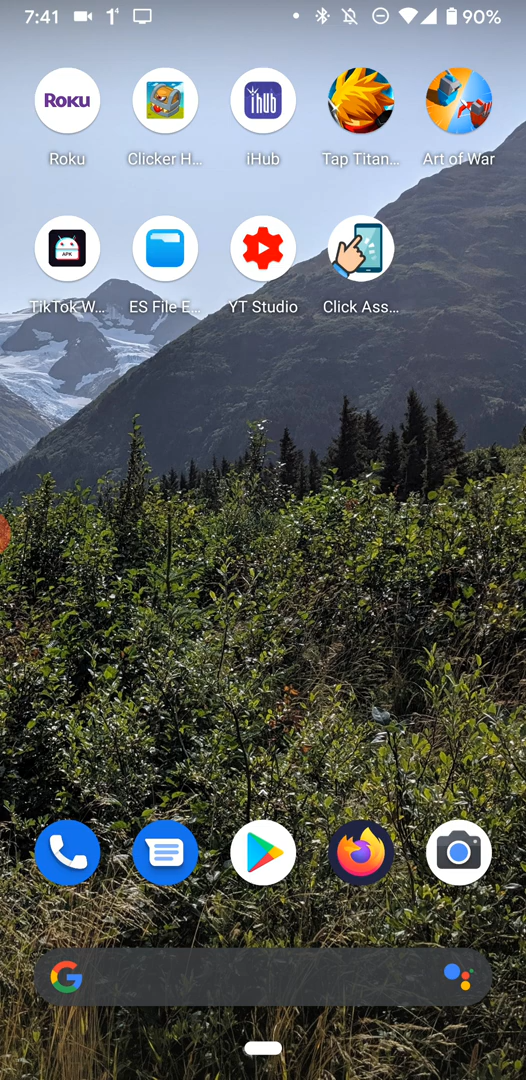 7:41 90%
ROKU ihub
Roku Clicker H... iHub Tap Titan... Art of War
APK
TikTok W... ES File E... YT Studio Click Ass...